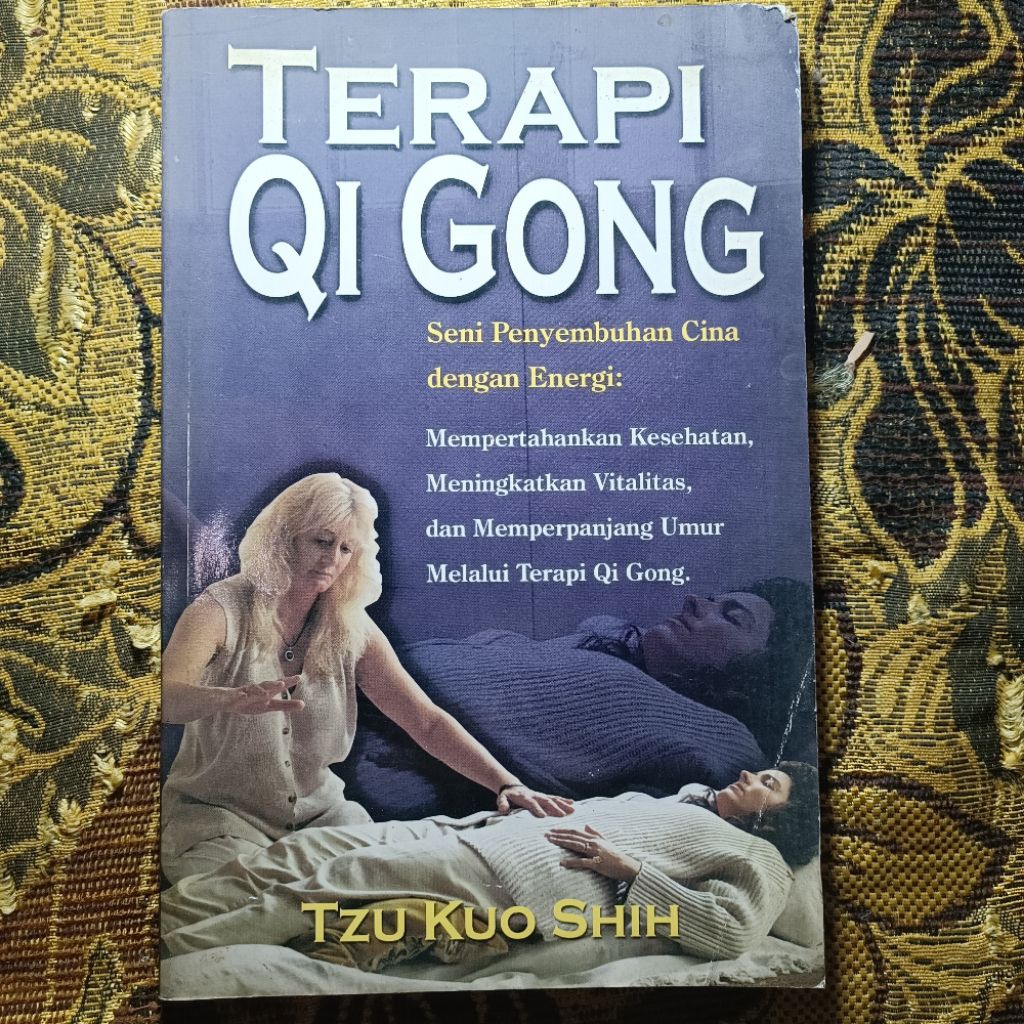 TERAPI
QI GONG
Seni Penyembuhan Cina
dengan Energi:
Mempertahankan Kesehatan,
Meningkatkan Vitalitas,
dan Memperpanjang Umur
Melalui Terapi Qi Gong.
TZU KUO SHIH